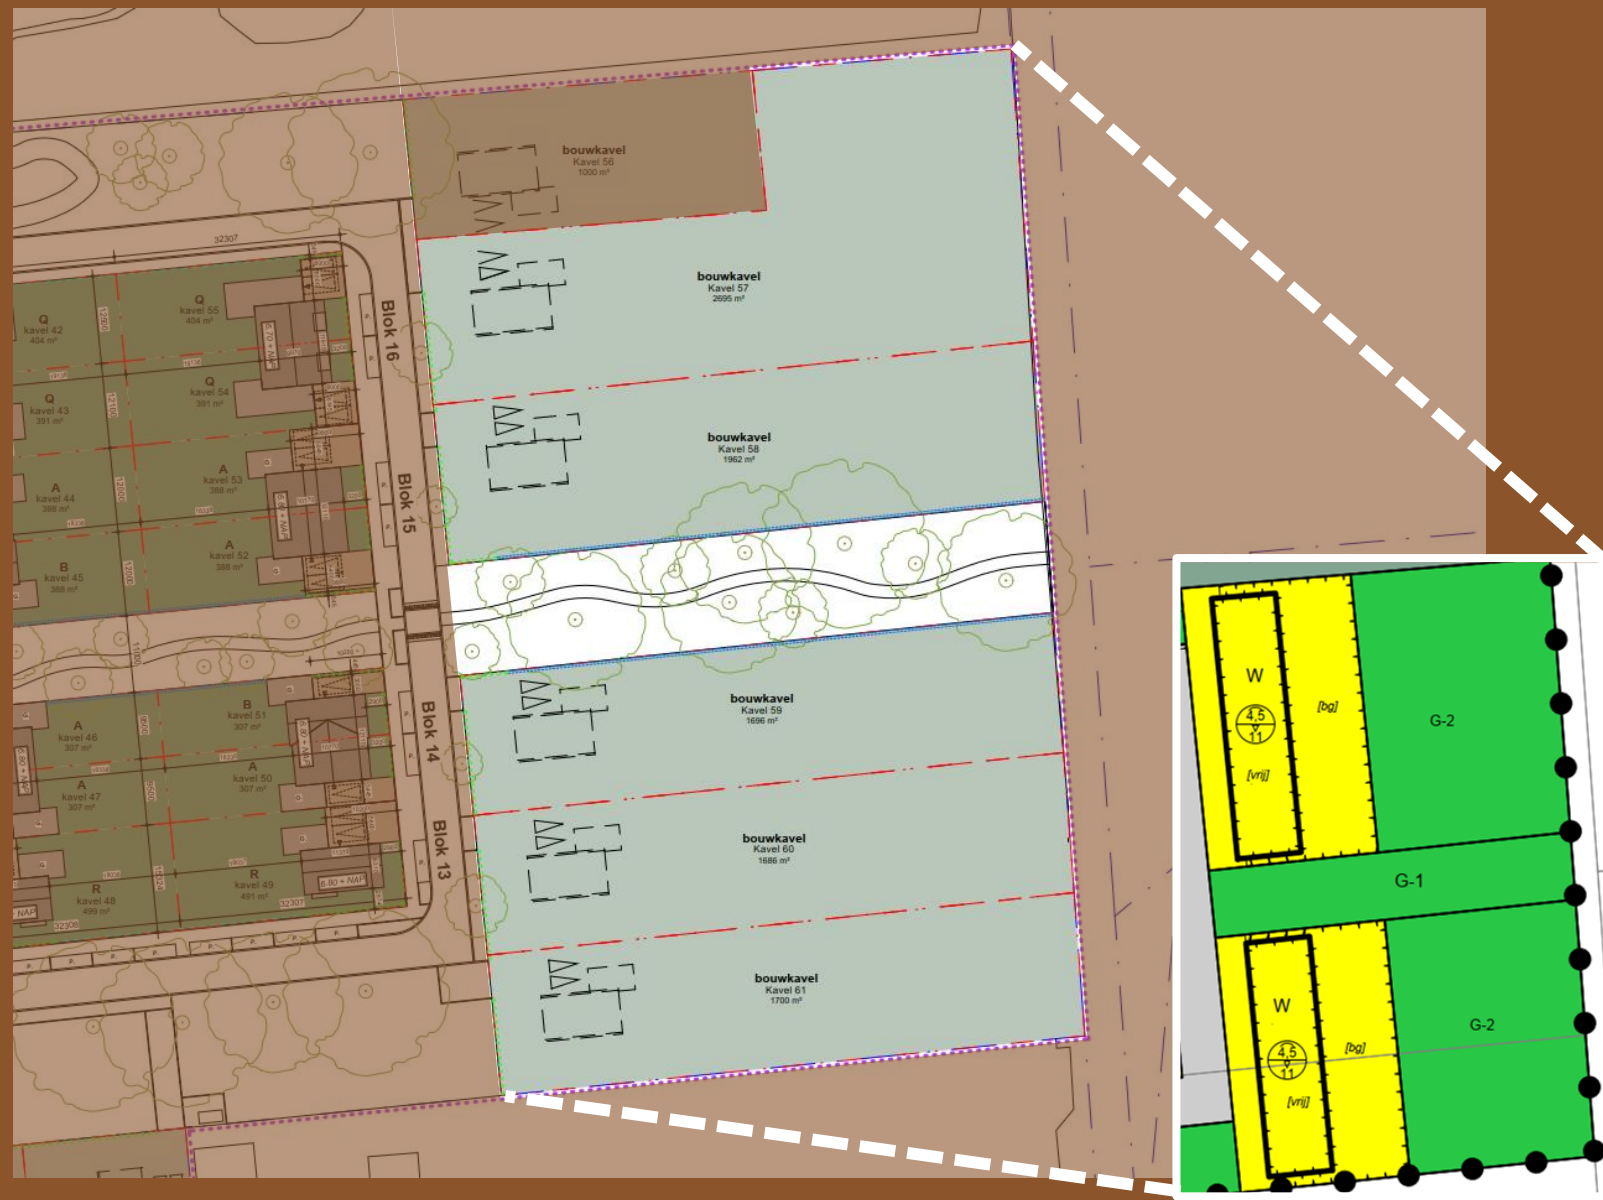 bouwkavel
Kavel 56
1000 m²
bouwkavel
Kavel 57
2695 m²
bouwkavel
Kavel 58
1962 m²
bouwkavel
Kavel 59
1696 m²
bouwkavel
Kavel 60
1686 m²
bouwkavel
Kavel 61
1700 m²
32307
Blok 16
Blok 15
Blok 14
Blok 13
Q
kavel 42
404 m²
Q
kavel 55
404 m²
Q
kavel 43
391 m²
Q
kavel 54
391 m²
A
kavel 44
388 m²
A
kavel 53
388 m²
B
kavel 45
388 m²
A
kavel 52
388 m²
A
kavel 46
307 m²
B
kavel 51
307 m²
A
kavel 47
307 m²
A
kavel 50
307 m²
R
kavel 48
499 m²
R
kavel 49
491 m²
32308
32307
6.80 + NAP
W
4,5
11
[vrij]
[bg]
G-2
G-1
W
4,5
11
[vrij]
[bg]
G-2